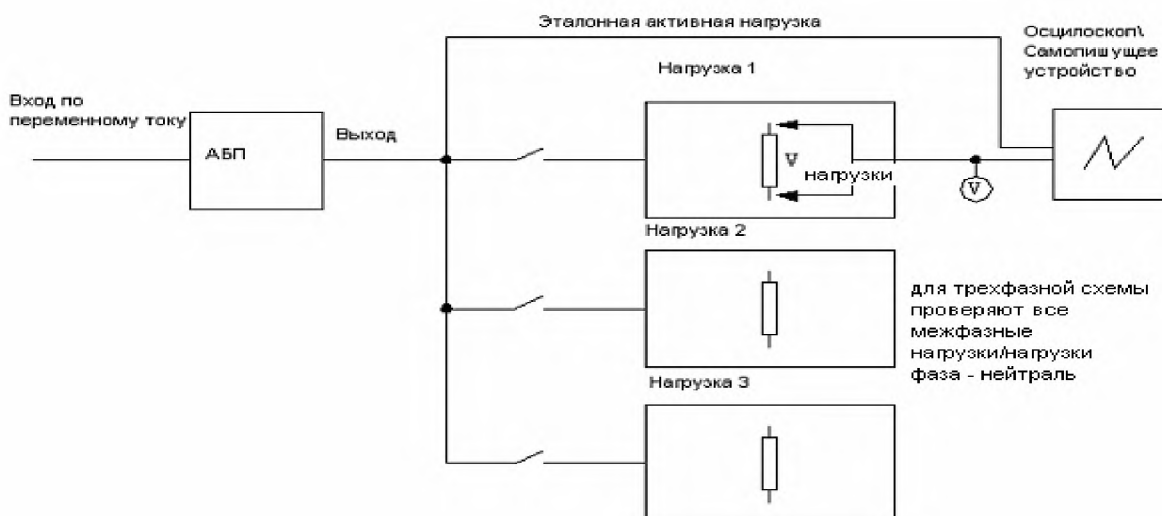 Эталонная активная нагрузка
Осцилоскоп\
Самопишущее
устройство
Нагрузка 1
Вход по
переменному току
АБП
Выход
V
нагрузки
V
Нагрузка 2
для трехфазной схемы
проверяют все
межфазные
нагрузки/нагрузки
фаза - нейтраль
Нагрузка 3